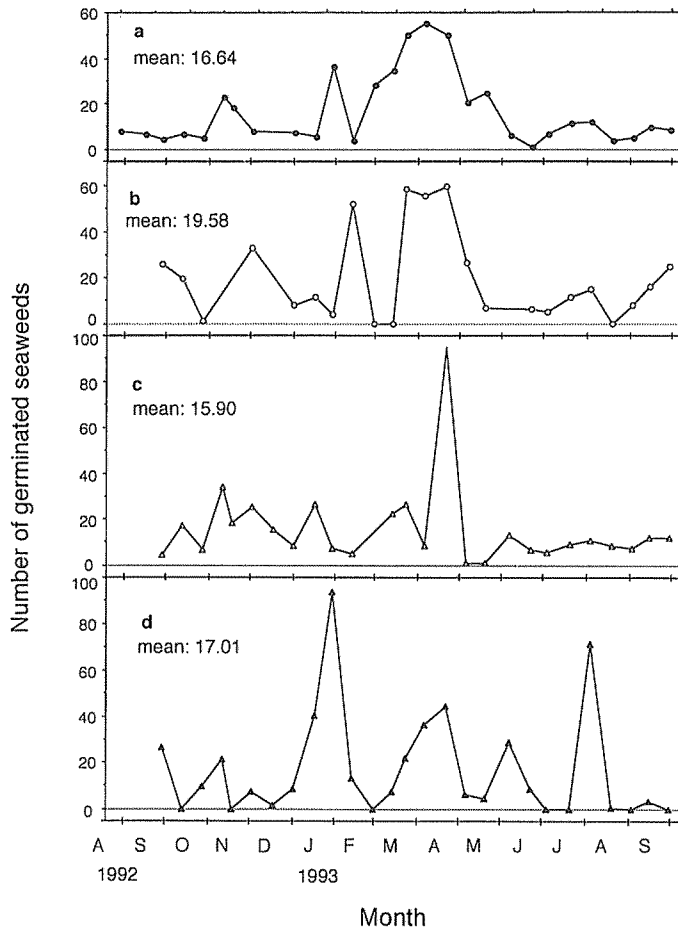 Number of germinated seaweeds
60
40
20
0
a
mean: 16.64
60
40
20
0
b
mean: 19.58
100
80
60
40
20
0
c
mean: 15.90
100
80
60
40
20
0
d
mean: 17.01
A S O N D J F M A M J J A S
1992 1993
Month